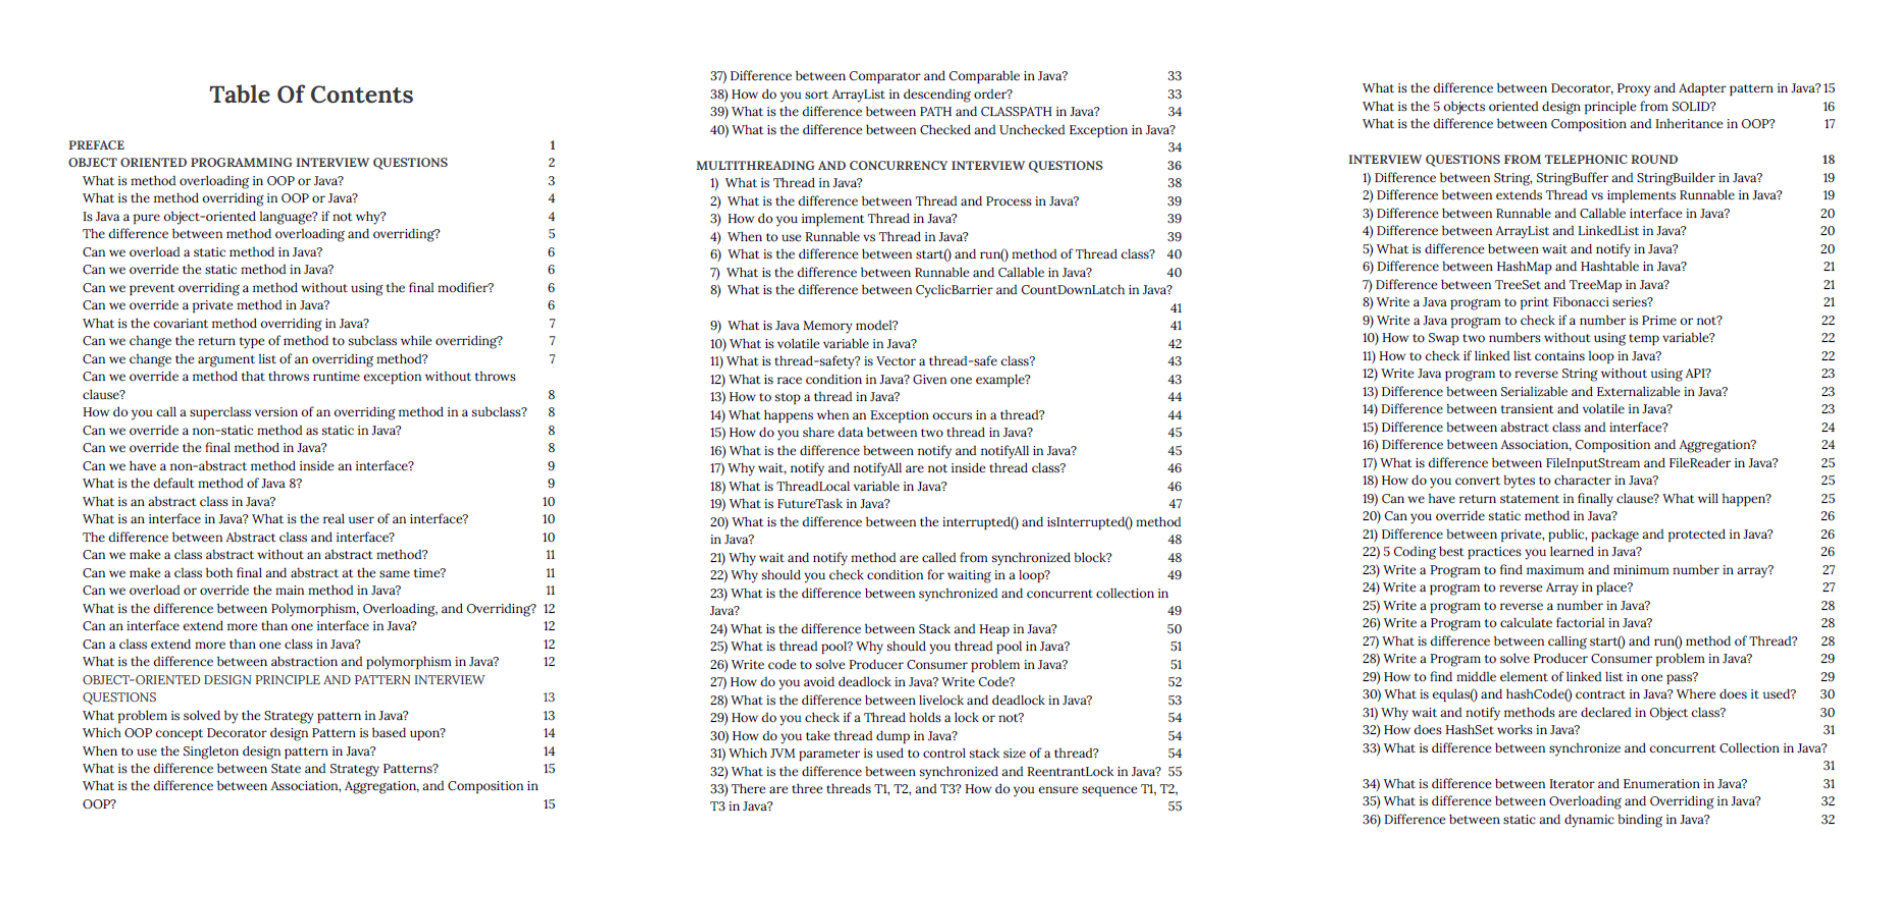 Table Of Contents
PREFACE 1
OBJECT ORIENTED PROGRAMMING INTERVIEW QUESTIONS 2
What is method overloading in OOP or Java? 3
What is the method overriding in OOP or Java? 4
Is Java a pure object-oriented language? if not why? 4
The difference between method overloading and overriding? 5
Can we overload a static method in Java? 6
Can we override the static method in Java? 6
Can we prevent overriding a method without using the final modifier? 6
Can we override a private method in Java? 6
What is the covariant method overriding in Java? 7
Can we change the return type of method to subclass while overriding? 7
Can we change the argument list of an overriding method? 7
Can we override a method that throws runtime exception without throws
clause? 8
How do you call a superclass version of an overriding method in a subclass? 8
Can we override a non-static method as static in Java? 8
Can we override the final method in Java? 8
Can we have a non-abstract method inside an interface? 9
What is the default method of Java 8? 9
What is an abstract class in Java? 10
What is an interface in Java? What is the real user of an interface? 10
The difference between Abstract class and interface? 10
Can we make a class abstract without an abstract method? 11
Can we make a class both final and abstract at the same time? 11
Can we overload or override the main method in Java? 11
What is the difference between Polymorphism, Overloading, and Overriding? 12
Can an interface extend more than one interface in Java? 12
Can a class extend more than one class in Java? 12
What is the difference between abstraction and polymorphism in Java? 12
OBJECT-ORIENTED DESIGN PRINCIPLE AND PATTERN INTERVIEW
QUESTIONS 13
What problem is solved by the Strategy pattern in Java? 13
Which OOP concept Decorator design Pattern is based upon? 14
When to use the Singleton design pattern in Java? 14
What is the difference between State and Strategy Patterns? 15
What is the difference between Association, Aggregation, and Composition in
OOP? 15
37) Difference between Comparator and Comparable in Java? 33
38) How do you sort ArrayList in descending order? 33
39) What is the difference between PATH and CLASSPATH in Java? 34
40) What is the difference between Checked and Unchecked Exception in Java?
34
MULTITHREADING AND CONCURRENCY INTERVIEW QUESTIONS 36
1) What is Thread in Java? 38
2) What is the difference between Thread and Process in Java? 39
3) How do you implement Thread in Java? 39
4) When to use Runnable vs Thread in Java? 39
6) What is the difference between start() and run() method of Thread class? 40
7) What is the difference between Runnable and Callable in Java? 40
8) What is the difference between CyclicBarrier and CountDownLatch in Java?
41
9) What is Java Memory model? 41
10) What is volatile variable in Java? 42
11) What is thread-safety? is Vector a thread-safe class? 43
12) What is race condition in Java? Given one example? 43
13) How to stop a thread in Java? 44
14) What happens when an Exception occurs in a thread? 44
15) How do you share data between two thread in Java? 45
16) What is the difference between notify and notifyAll in Java? 45
17) Why wait, notify and notifyAll are not inside thread class? 46
18) What is ThreadLocal variable in Java? 46
19) What is FutureTask in Java? 47
20) What is the difference between the interrupted() and isInterrupted() method
in Java? 48
21) Why wait and notify method are called from synchronized block? 48
22) Why should you check condition for waiting in a loop? 49
23) What is the difference between synchronized and concurrent collection in
Java? 49
24) What is the difference between Stack and Heap in Java? 50
25) What is thread pool? Why should you thread pool in Java? 51
26) Write code to solve Producer Consumer problem in Java? 51
27) How do you avoid deadlock in Java? Write Code? 52
28) What is the difference between livelock and deadlock in Java? 53
29) How do you check if a Thread holds a lock or not? 54
30) How do you take thread dump in Java? 54
31) Which JVM parameter is used to control stack size of a thread? 54
32) What is the difference between synchronized and ReentrantLock in Java? 55
33) There are three threads T1, T2, and T3? How do you ensure sequence T1, T2,
T3 in Java? 55
What is the difference between Decorator, Proxy and Adapter pattern in Java? 15
What is the 5 objects oriented design principle from SOLID? 16
What is the difference between Composition and Inheritance in OOP? 17
INTERVIEW QUESTIONS FROM TELEPHONIC ROUND 18
1) Difference between String, StringBuffer and StringBuilder in Java? 19
2) Difference between extends Thread vs implements Runnable in Java? 19
3) Difference between Runnable and Callable interface in Java? 20
4) Difference between ArrayList and LinkedList in Java? 20
5) What is difference between wait and notify in Java? 20
6) Difference between HashMap and Hashtable in Java? 21
7) Difference between TreeSet and TreeMap in Java? 21
8) Write a Java program to print Fibonacci series? 21
9) Write a Java program to check if a number is Prime or not? 22
10) How to Swap two numbers without using temp variable? 22
11) How to check if linked list contains loop in Java? 22
12) Write Java program to reverse String without using API? 23
13) Difference between Serializable and Externalizable in Java? 23
14) Difference between transient and volatile in Java? 23
15) Difference between abstract class and interface? 24
16) Difference between Association, Composition and Aggregation? 24
17) What is difference between FileInputStream and FileReader in Java? 25
18) How do you convert bytes to character in Java? 25
19) Can we have return statement in finally clause? What will happen? 25
20) Can you override static method in Java? 26
21) Difference between private, public, package and protected in Java? 26
22) 5 Coding best practices you learned in Java? 26
23) Write a Program to find maximum and minimum number in array? 27
24) Write a program to reverse Array in place? 27
25) Write a program to reverse a number in Java? 28
26) Write a Program to calculate factorial in Java? 28
27) What is difference between calling start() and run() method of Thread? 28
28) Write a Program to solve Producer Consumer problem in Java? 29
29) How to find middle element of linked list in one pass? 29
30) What is equlas() and hashCode() contract in Java? Where does it used? 30
31) Why wait and notify methods are declared in Object class? 30
32) How does HashSet works in Java? 31
33) What is difference between synchronize and concurrent Collection in Java?
31
34) What is difference between Iterator and Enumeration in Java? 31
35) What is difference between Overloading and Overriding in Java? 32
36) Difference between static and dynamic binding in Java? 32